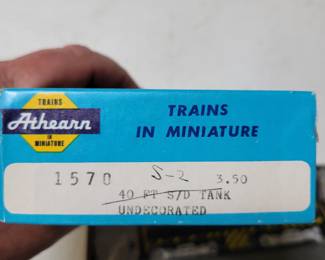 TRAINS
Athearn
IN
MINIATURE
TRAINS
IN MINIATURE
1570 S-2 3.50
40 FT S/D TANK
UNDECORATED